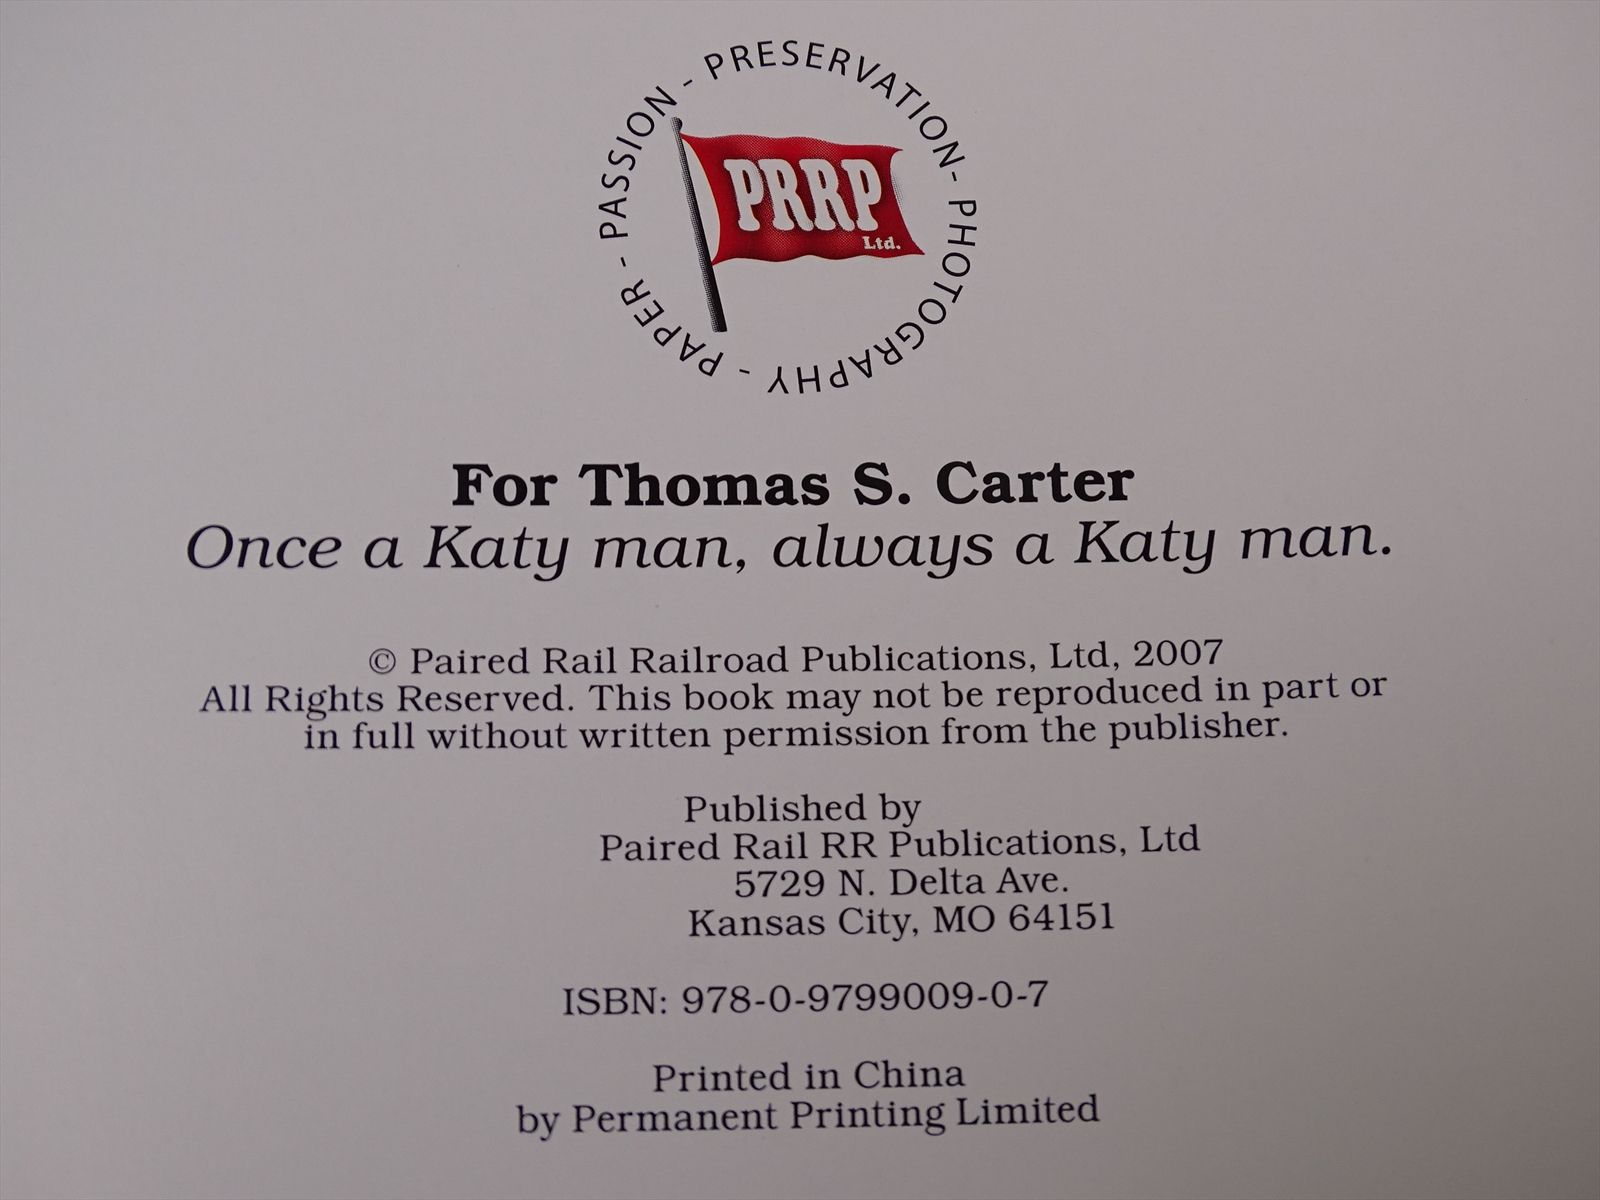 PAPER - PASSION - PRESERVATION - PHOTOGRAPHY -
PRRP
Ltd.
For Thomas S. Carter
Once a Katy man, always a Katy man.
© Paired Rail Railroad Publications, Ltd, 2007
All Rights Reserved. This book may not be reproduced in part or
in full without written permission from the publisher.
Published by
Paired Rail RR Publications, Ltd
5729 N. Delta Ave.
Kansas City, MO 64151
ISBN: 978-0-9799009-0-7
Printed in China
by Permanent Printing Limited